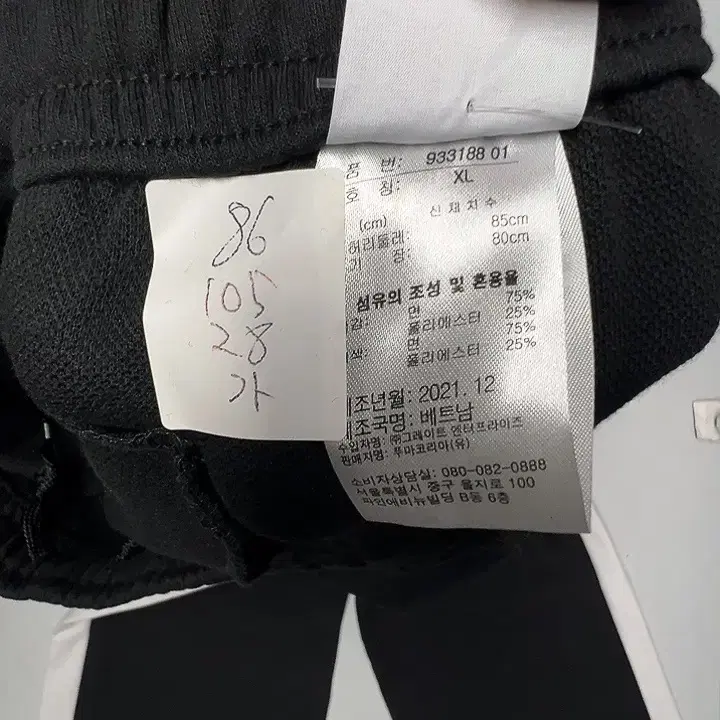 86
105
28
가
품 번: 933188 01
호 칭: XL
신 체 치 수
(cm)
허리둘레: 85cm
기 장: 80cm
섬유의 조성 및 혼용율
검: 면 75%
폴리에스터 25%
색: 면 75%
폴리에스터 25%
제조년월: 2021. 12
제조국명: 베트남
수입자명: ㈜그레이트 엔터프라이즈
판매자명: 푸마코리아(유)
소비자상담실: 080-082-0888
서울특별시 중구 을지로 100
파인에비뉴빌딩 B동 6층